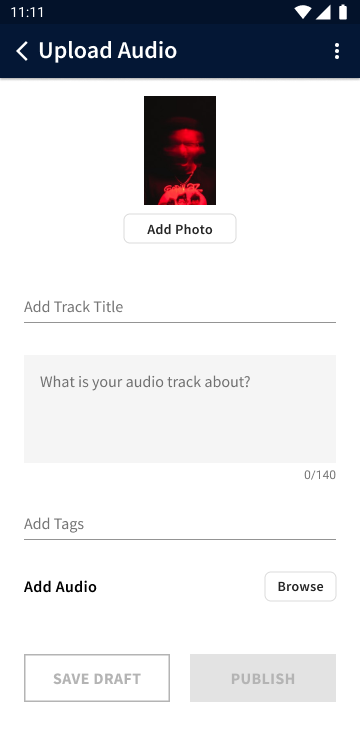 11:11
Upload Audio
Add Photo
Add Track Title
What is your audio track about?
0/140
Add Tags
Add Audio
Browse
SAVE DRAFT
PUBLISH